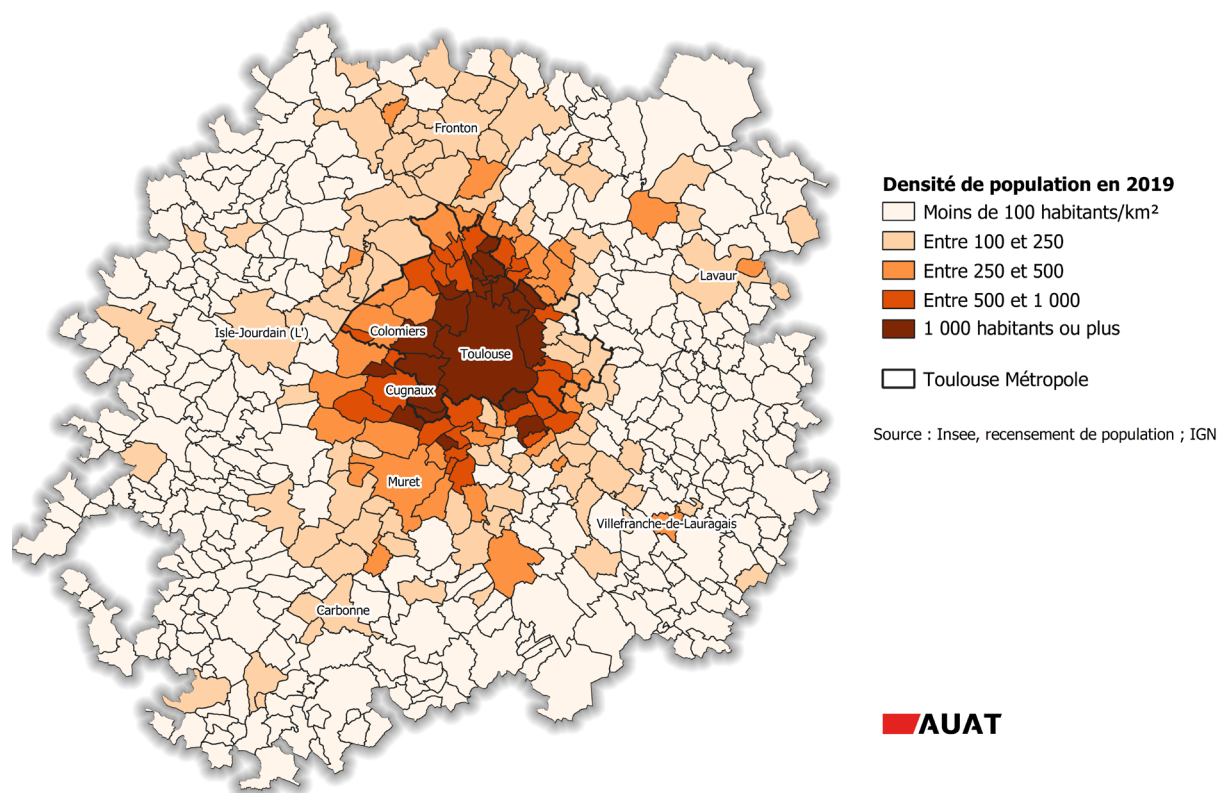 Fronton
Lavaur
Isle-Jourdain (L')
Colomiers
Toulouse
Cugnaux
Muret
Villefranche-de-Lauragais
Carbonne
Densité de population en 2019
Moins de 100 habitants/km²
Entre 100 et 250
Entre 250 et 500
Entre 500 et 1 000
1 000 habitants ou plus
Toulouse Métropole
Source : Insee, recensement de population ; IGN
AUAT